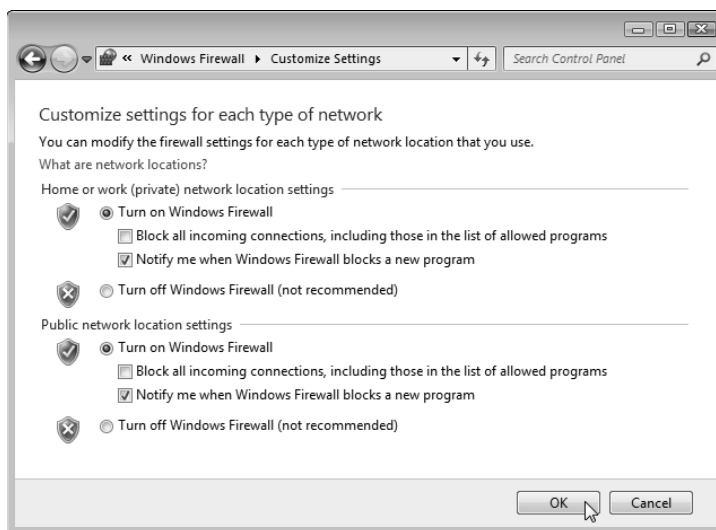 « Windows Firewall ▸ Customize Settings
Search Control Panel
Customize settings for each type of network
You can modify the firewall settings for each type of network location that you use.
What are network locations?
Home or work (private) network location settings
Turn on Windows Firewall
Block all incoming connections, including those in the list of allowed programs
Notify me when Windows Firewall blocks a new program
Turn off Windows Firewall (not recommended)
Public network location settings
Turn on Windows Firewall
Block all incoming connections, including those in the list of allowed programs
Notify me when Windows Firewall blocks a new program
Turn off Windows Firewall (not recommended)
OK
Cancel